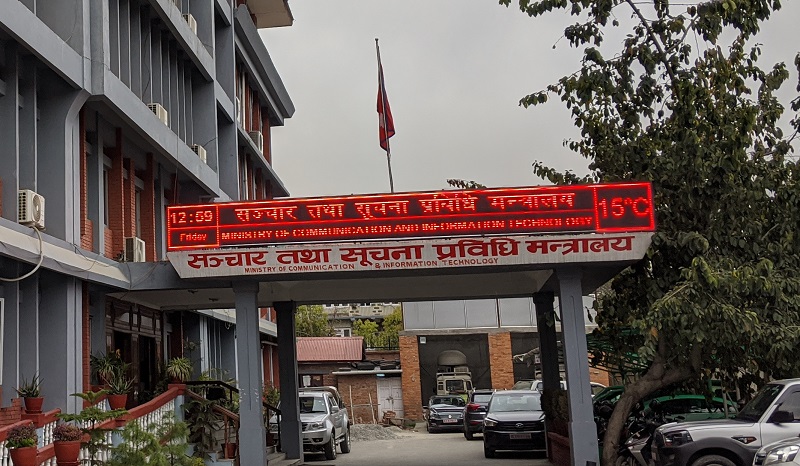 12:59
Friday
सञ्चार तथा सूचना प्रविधि मन्त्रालय
MINISTRY OF COMMUNICATION AND INFORMATION TECHNOLOGY
15°C
सञ्चार तथा सूचना प्रविधि मन्त्रालय
MINISTRY OF COMMUNICATION & INFORMATION TECHNOLOGY